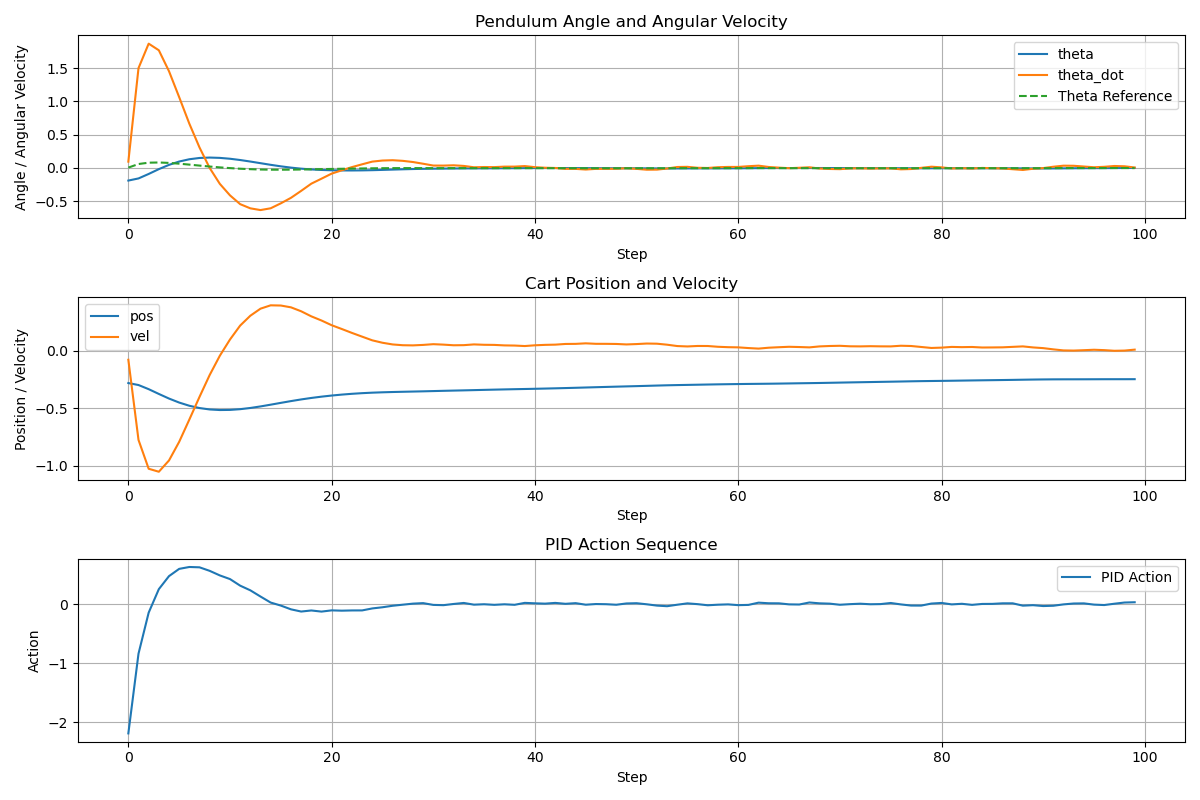 Pendulum Angle and Angular Velocity
Angle / Angular Velocity
1.5
1.0
0.5
0.0
−0.5
theta
theta_dot
Theta Reference
0 20 40 60 80 100
Step
Cart Position and Velocity
Position / Velocity
0.0
−0.5
−1.0
pos
vel
0 20 40 60 80 100
Step
PID Action Sequence
Action
0
−1
−2
PID Action
0 20 40 60 80 100
Step